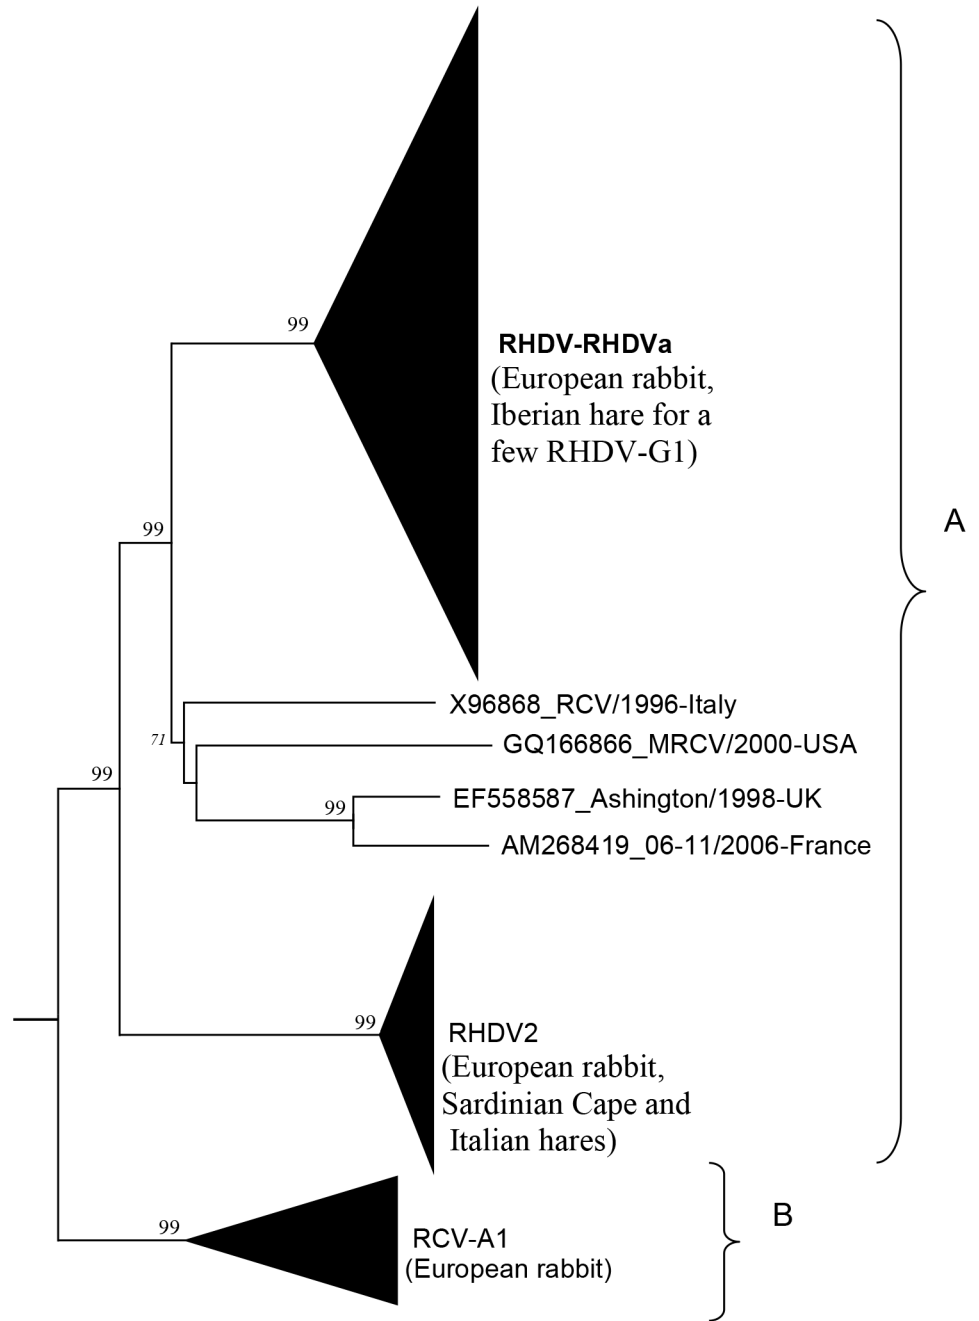 99
RHDV-RHDVa
(European rabbit,
Iberian hare for a
few RHDV-G1)
A
99
X96868_RCV/1996-Italy
71
GQ166866_MRCV/2000-USA
99
EF558587_Ashington/1998-UK
99
AM268419_06-11/2006-France
99
RHDV2
(European rabbit,
Sardinian Cape and
Italian hares)
B
99
RCV-A1
(European rabbit)